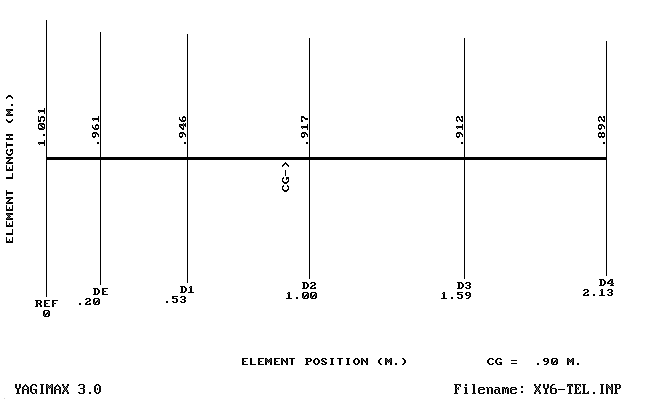 ELEMENT LENGTH (M.)
1.051
.961
.946
.917
.912
.892
CG->
REF
0
DE
.20
D1
.53
D2
1.00
D3
1.59
D4
2.13
ELEMENT POSITION (M.)
CG = .90 M.
YAGIMAX 3.0
Filename: XY6-TEL.INP